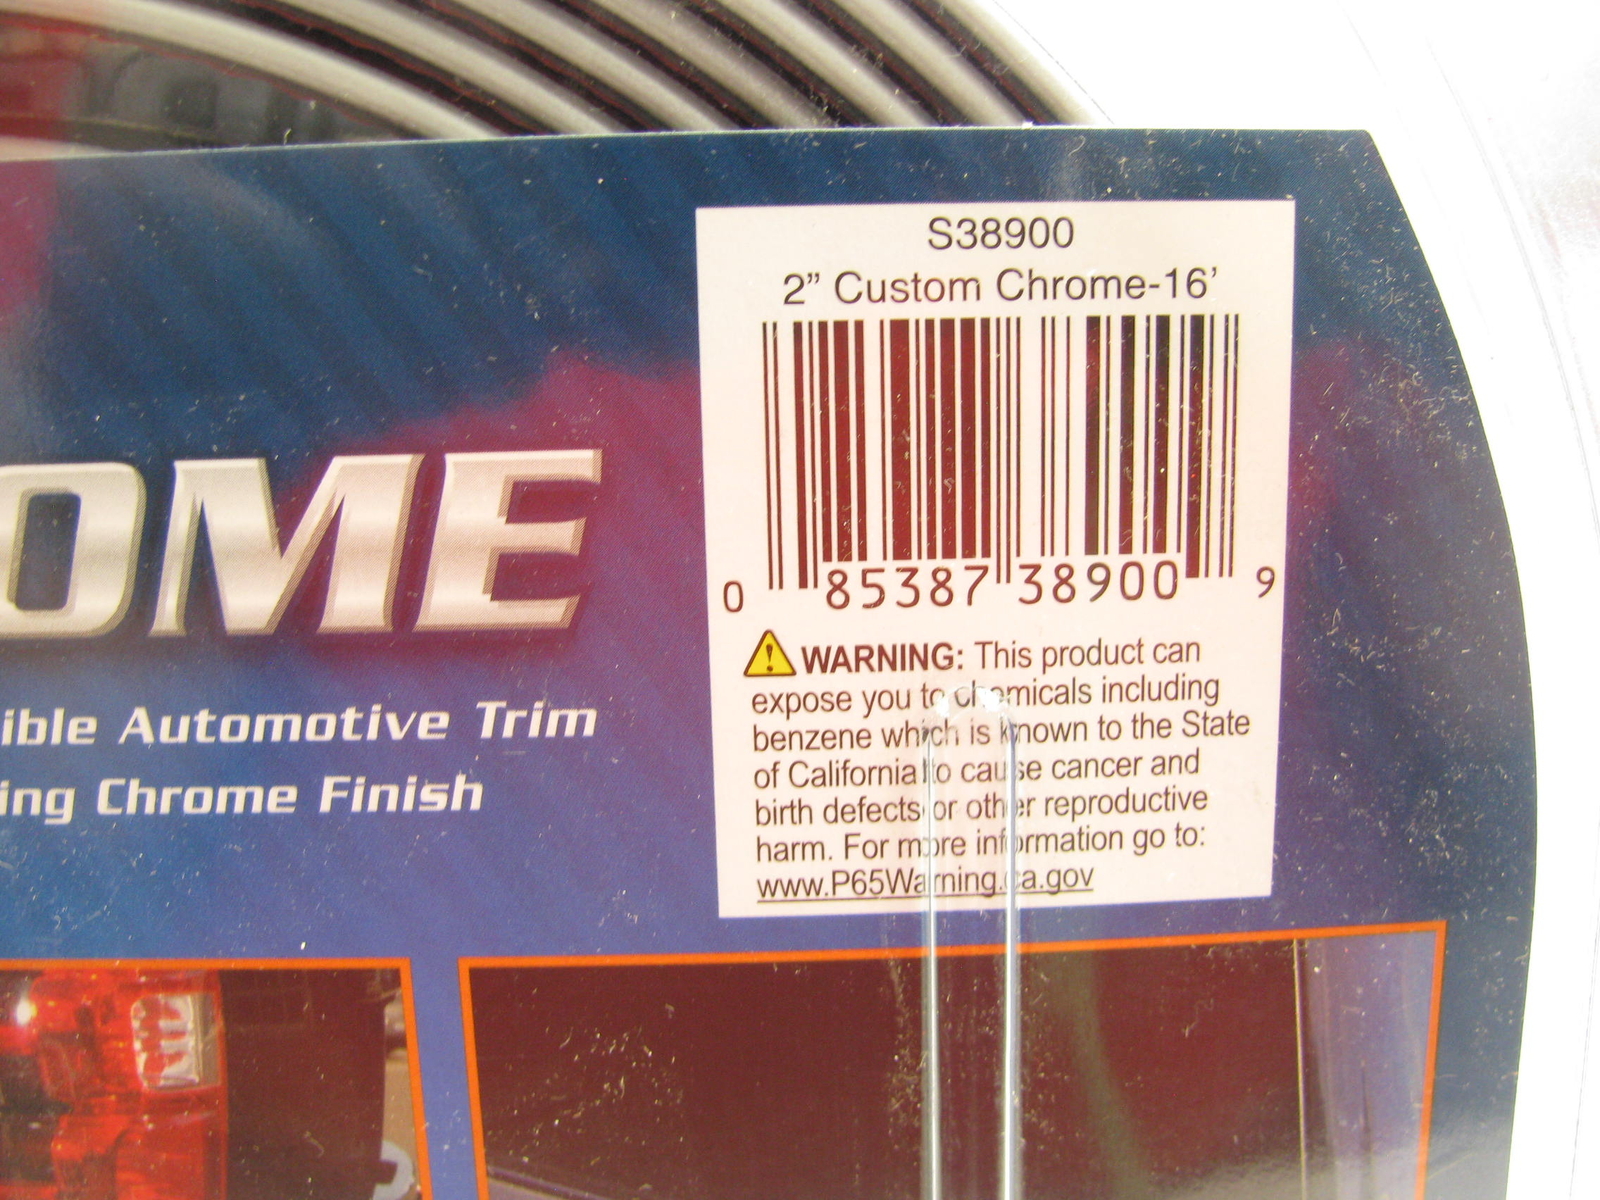 S38900
2” Custom Chrome-16’
0 85387 38900 9
WARNING: This product can
expose you to chemicals including
benzene which is known to the State
of California to cause cancer and
birth defects or other reproductive
harm. For more information go to:
www.P65Warning.ca.gov
OME
ible Automotive Trim
ing Chrome Finish